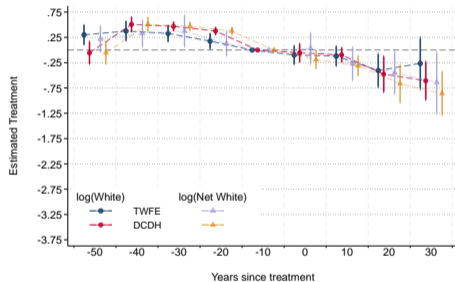 .75
.25
-.25
-.75
-1.25
-1.75
-2.25
-2.75
-3.25
-3.75
Estimated Treatment
log(White) log(Net White)
TWFE
DCDH
-50 -40 -30 -20 -10 0 10 20 30
Years since treatment